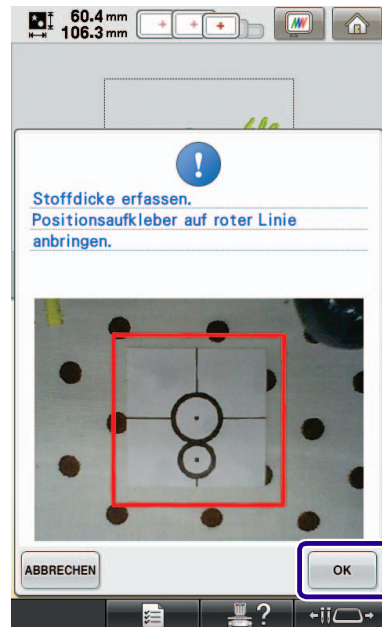 60.4 mm
106.3 mm
Stoffdicke erfassen.
Positionsaufkleber auf roter Linie
anbringen.
ABBRECHEN
OK
?